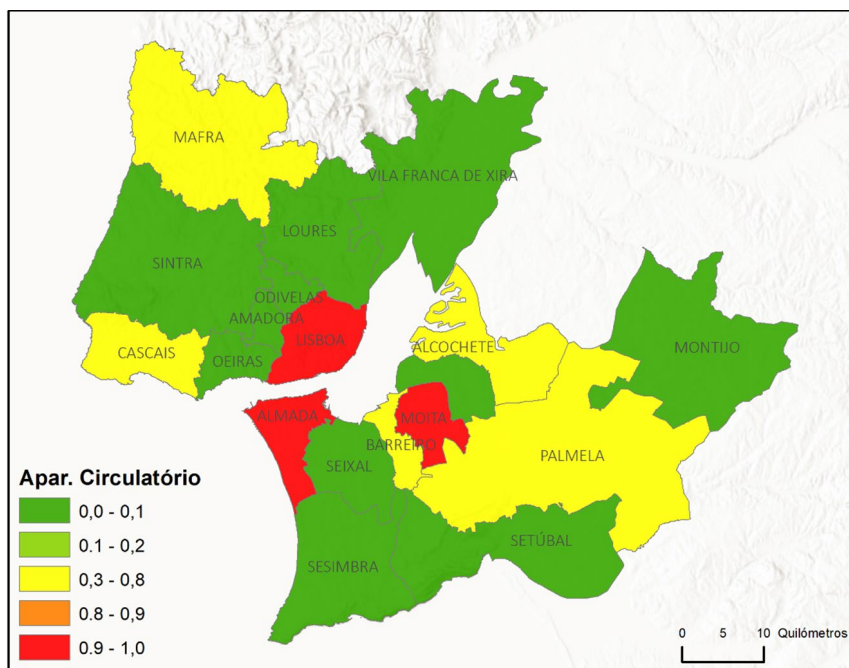 MAFRA
VILA FRANCA DE XIRA
LOURES
SINTRA
ODIVELAS
AMADORA
LISBOA
ALCOCHETE
MONTIJO
CASCAIS
OEIRAS
ALMADA
MOITA
BARREIRO
PALMELA
SEIXAL
SETÚBAL
SESIMBRA
Apar. Circulatório
0,0 - 0,1
0.1 - 0,2
0,3 - 0,8
0.8 - 0,9
0.9 - 1,0
0 5 10 Quilómetros